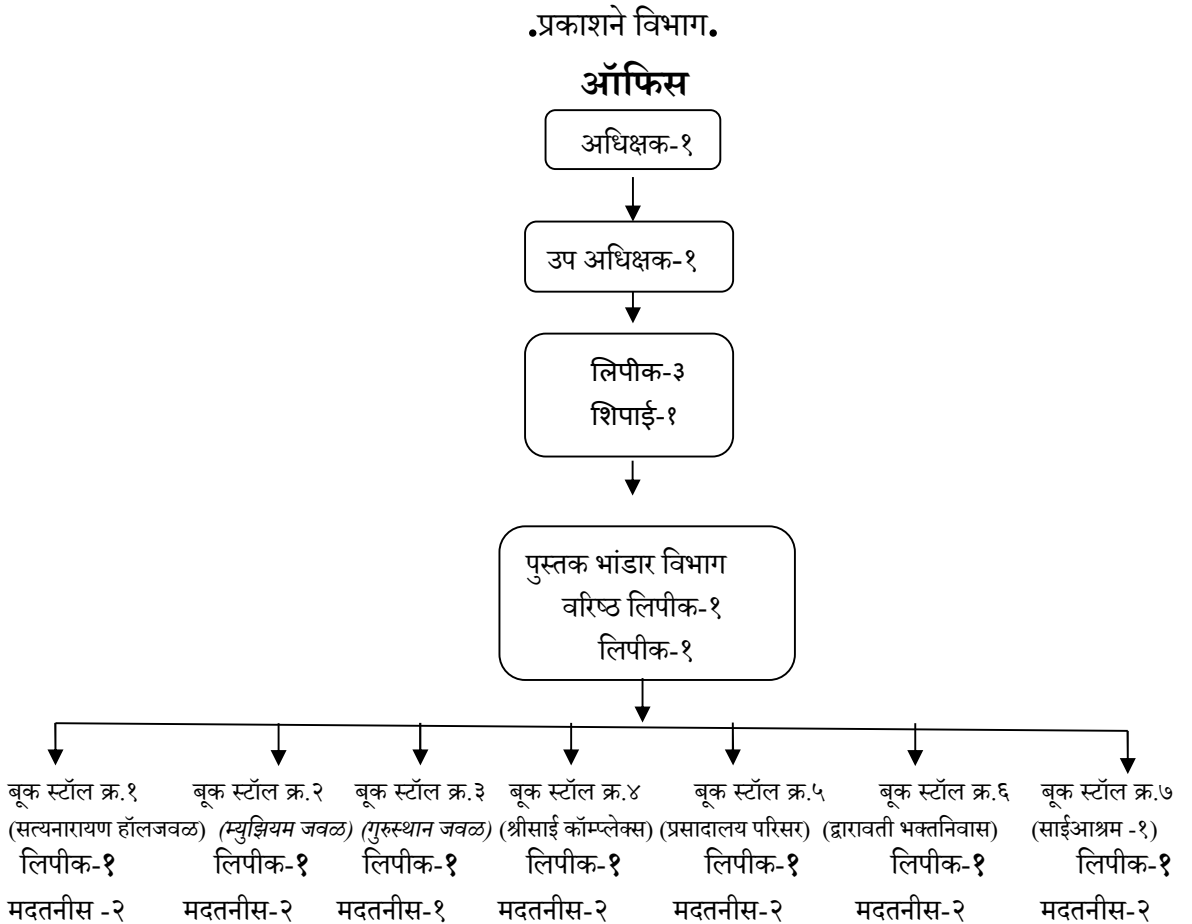 .प्रकाशने विभाग.
ऑफिस
अधिक्षक-१
उप अधिक्षक-१
लिपीक-३
शिपाई-१
पुस्तक भांडार विभाग
वरिष्ठ लिपीक-१
लिपीक-१
बूक स्टॉल क्र.१ बूक स्टॉल क्र.२ बूक स्टॉल क्र.३ बूक स्टॉल क्र.४ बूक स्टॉल क्र.५ बूक स्टॉल क्र.६ बूक स्टॉल क्र.७
(सत्यनारायण हॉलजवळ) (म्युझियम जवळ) (गुरुस्थान जवळ) (श्रीसाई कॉम्प्लेक्स) (प्रसादालय परिसर) (द्वारावती भक्तनिवास) (साईआश्रम -१)
लिपीक-१ लिपीक-१ लिपीक-१ लिपीक-१ लिपीक-१ लिपीक-१ लिपीक-१
मदतनीस -२ मदतनीस-२ मदतनीस-१ मदतनीस-२ मदतनीस-२ मदतनीस-२ मदतनीस-२